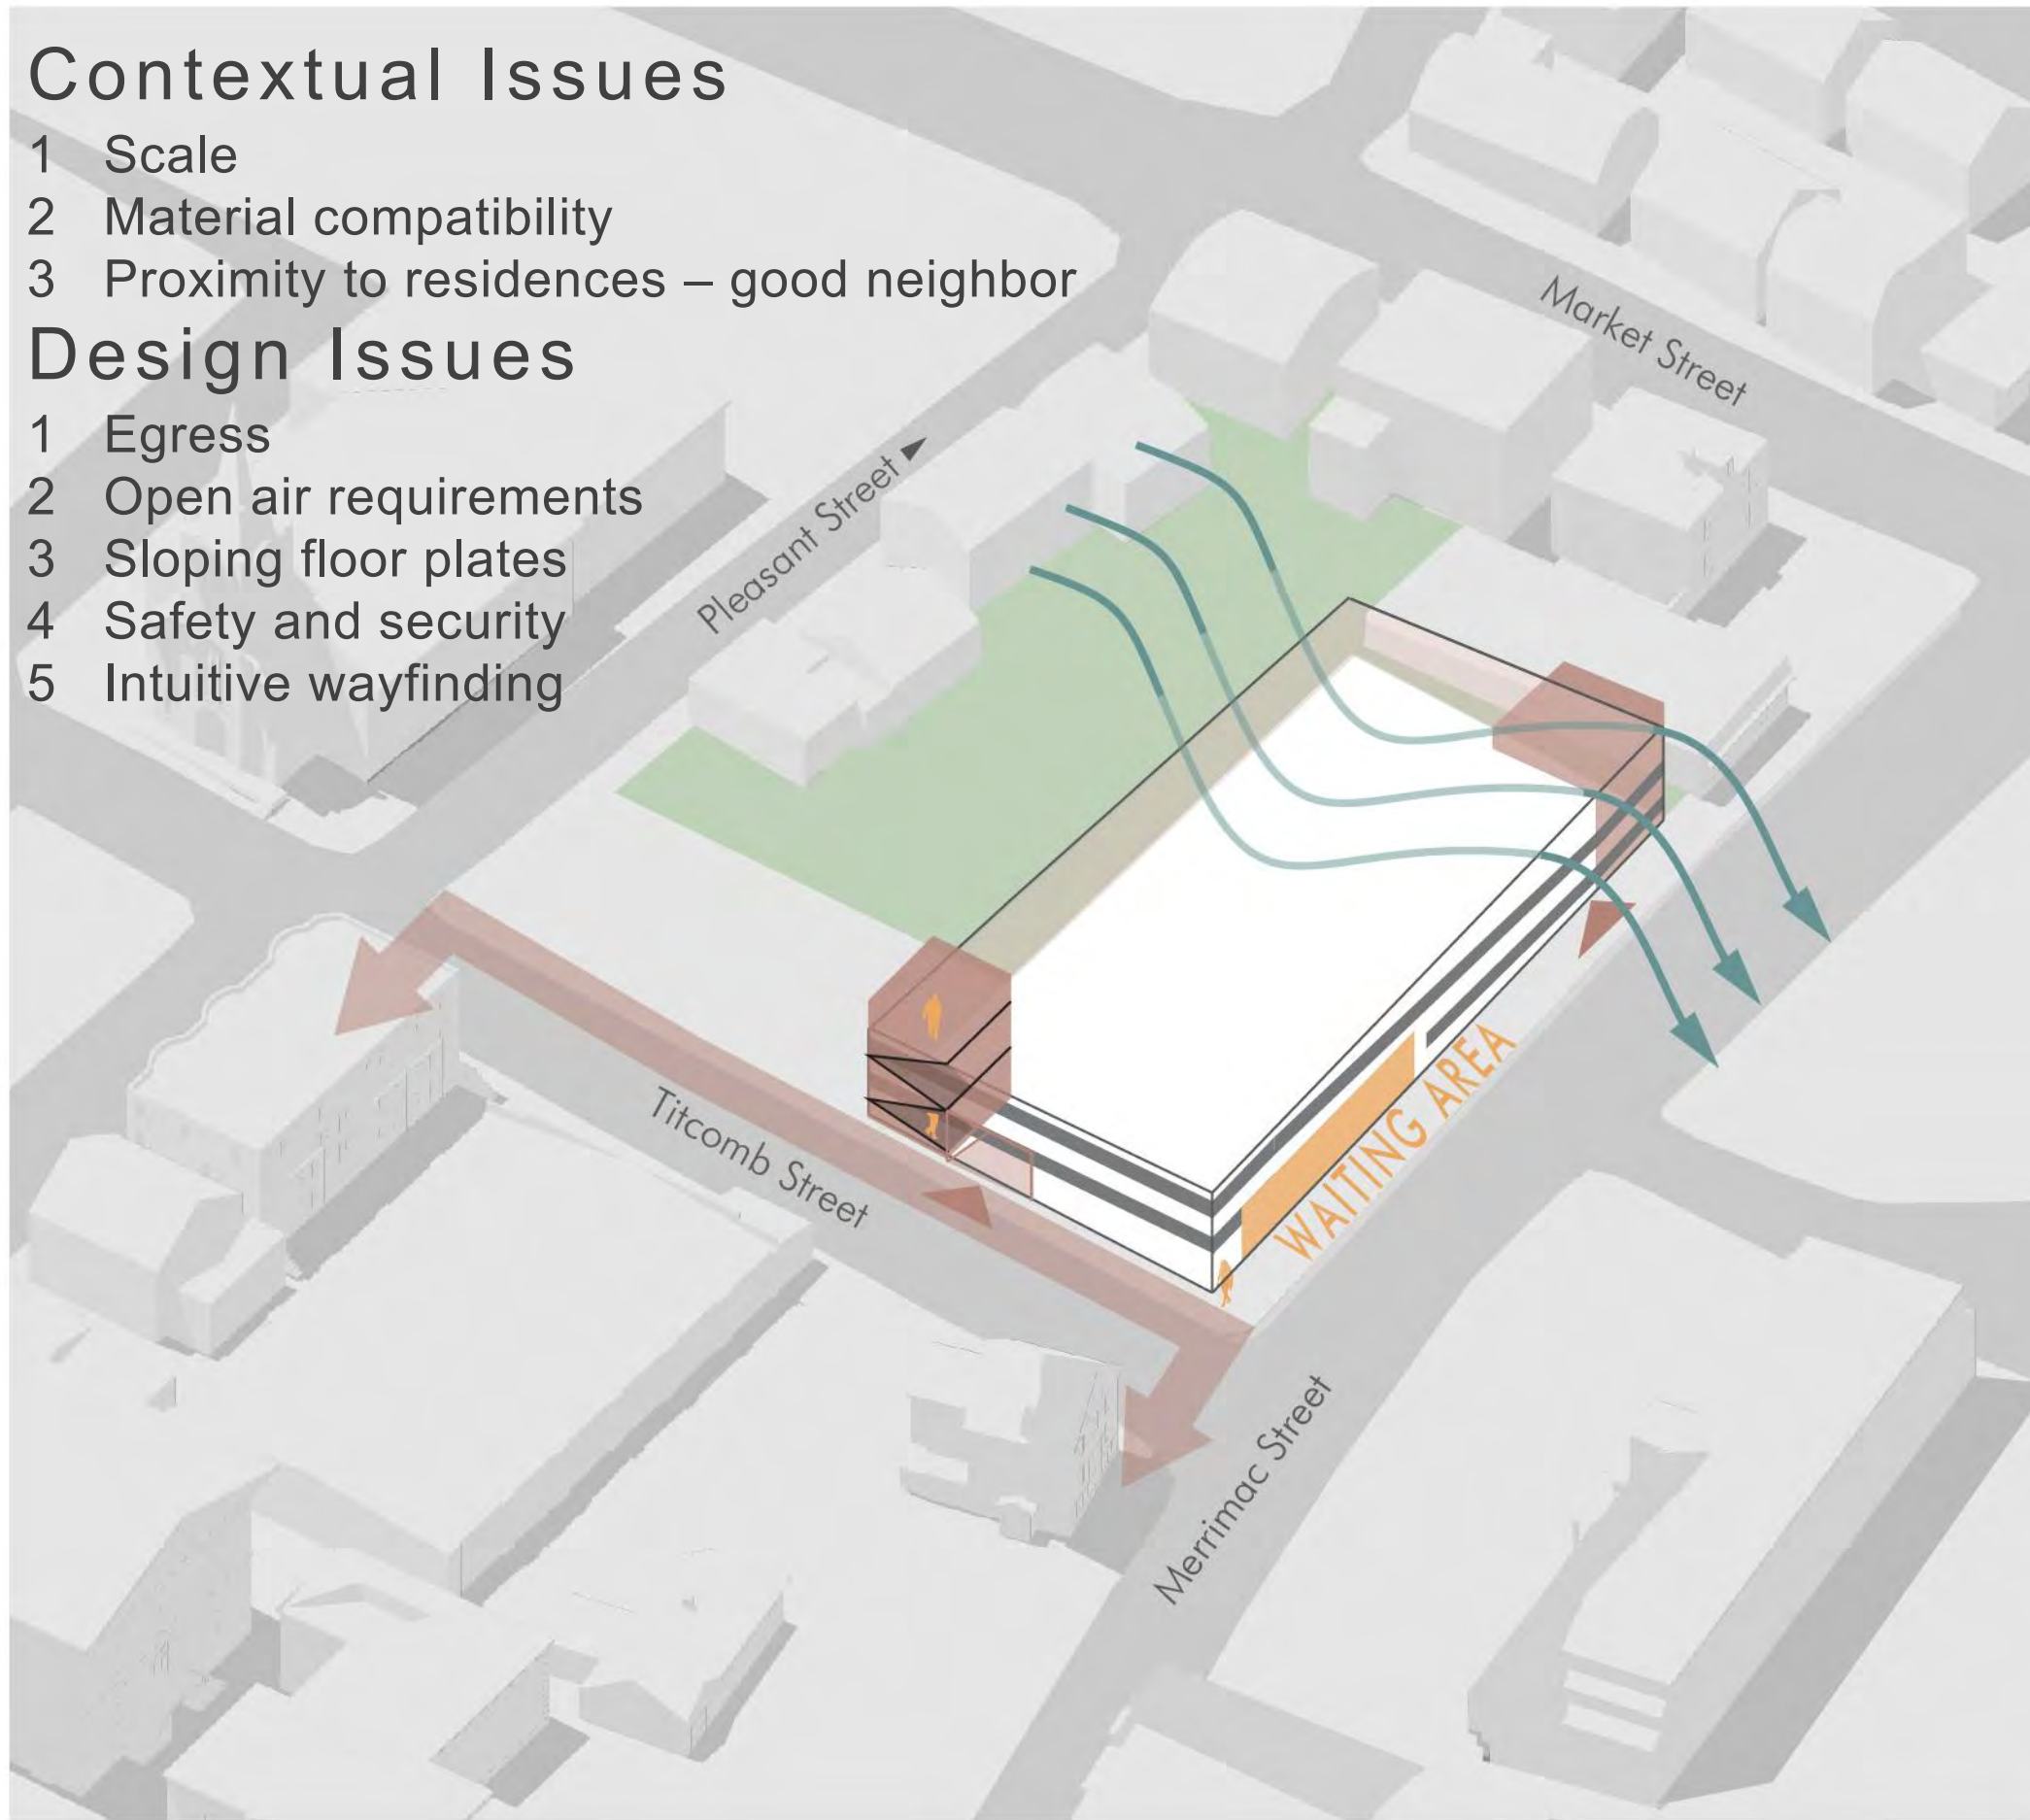 Contextual Issues
1 Scale
2 Material compatibility
3 Proximity to residences – good neighbor
Design Issues
1 Egress
2 Open air requirements
3 Sloping floor plates
4 Safety and security
5 Intuitive wayfinding
Market Street
Pleasant Street
Titcomb Street
WAITING AREA
Merrimac Street